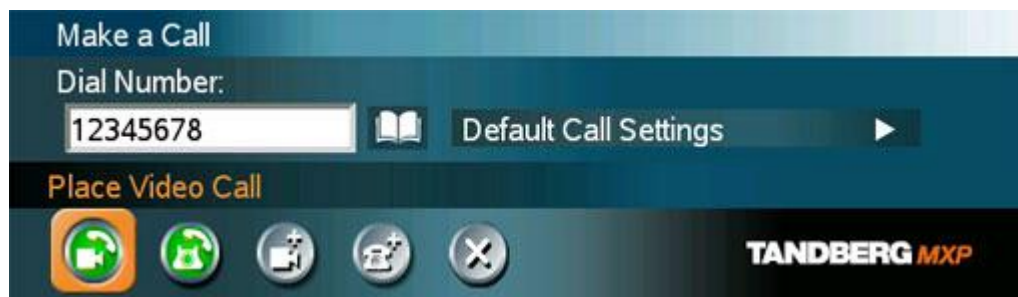 Make a Call
Dial Number:
12345678
Default Call Settings
Place Video Call
TANDBERG MXP